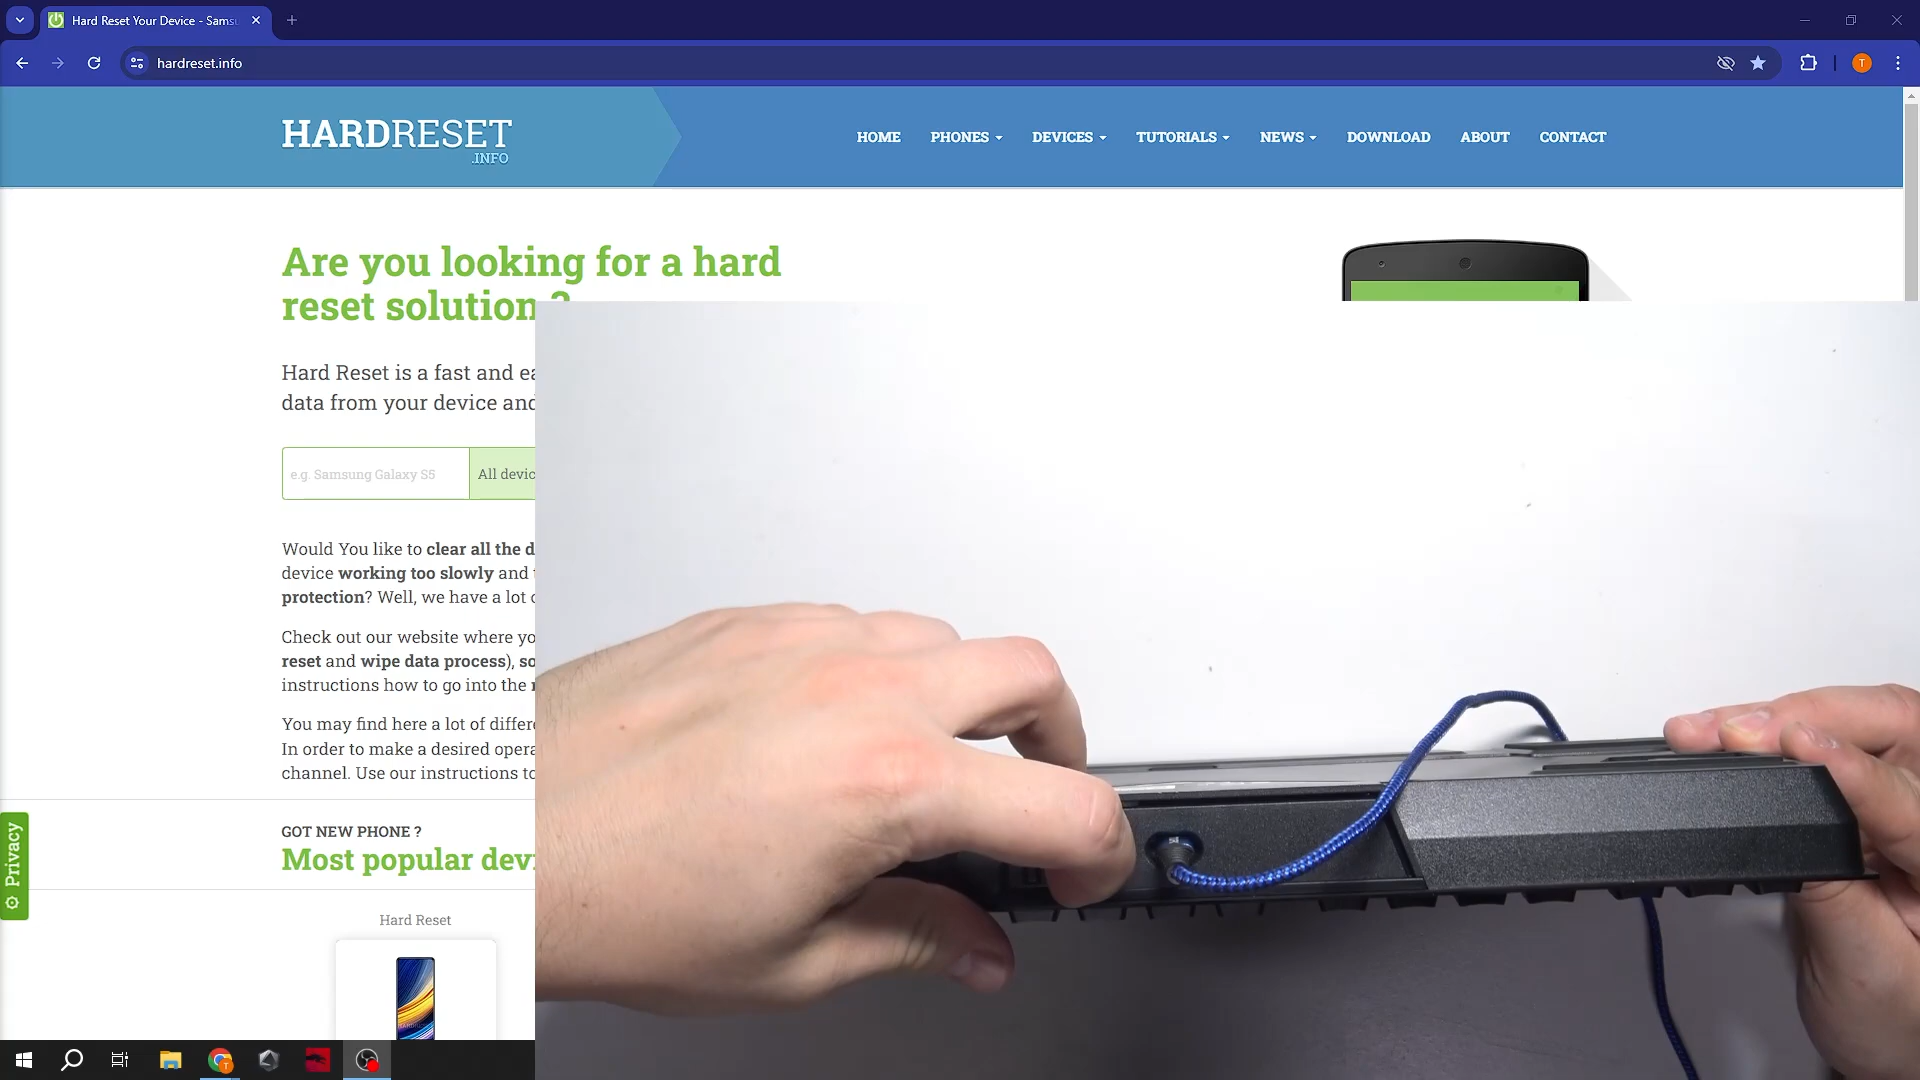 Hard Reset Your Device - Sams
hardreset.info
T
HARDRESET
.INFO
HOME PHONES DEVICES TUTORIALS NEWS DOWNLOAD ABOUT CONTACT
Are you looking for a hard
reset solution ?
Hard Reset is a fast and ea
data from your device and
e.g. Samsung Galaxy S5
All devic
Would You like to clear all the d
device working too slowly and
protection? Well, we have a lot
Check out our website where yo
reset and wipe data process), so
instructions how to go into the
You may find here a lot of differe
In order to make a desired opera
channel. Use our instructions to
Privacy
GOT NEW PHONE ?
Most popular devi
Hard Reset